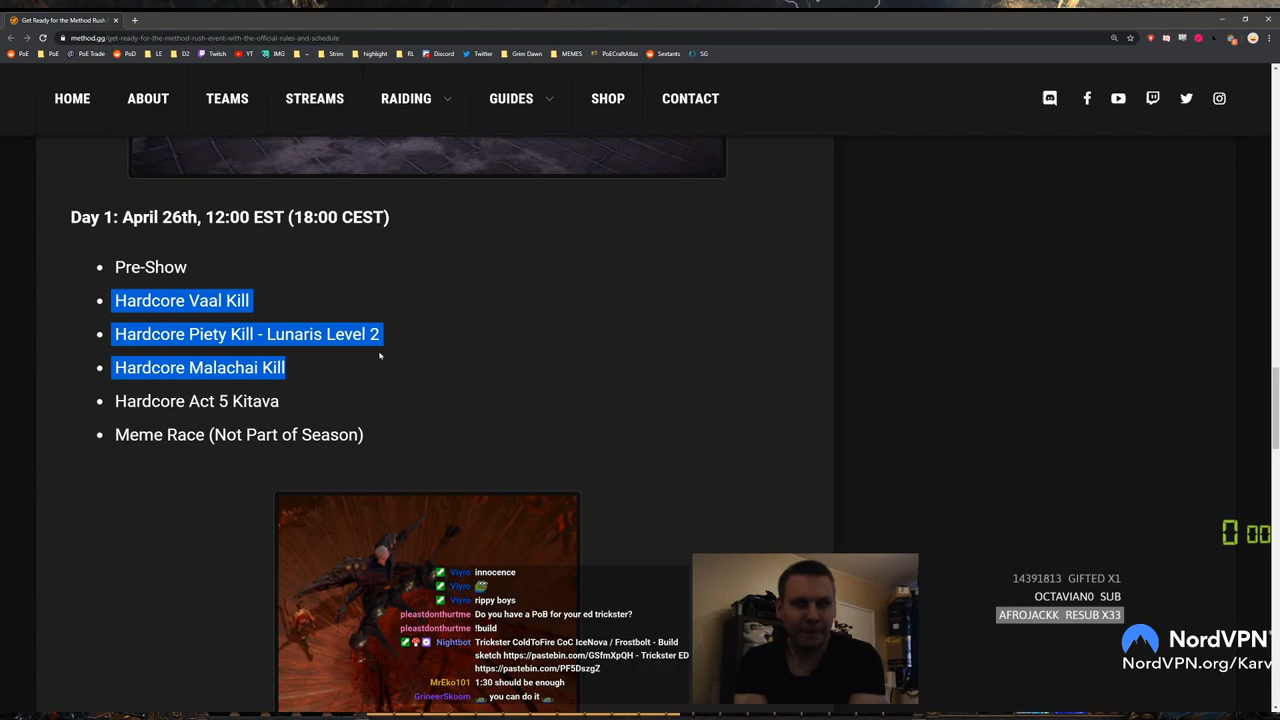 Get Ready for the Method Rush
method.gg/get-ready-for-the-method-rush-event-with-the-official-rules-and-schedule
PoE PoE PoE Trade PoD LE D2 Twitch YT IMG ~ Strim highlight RL Discord Twitter Grim Dawn MEMES PoECraftAtlas Sextants SG
HOME ABOUT TEAMS STREAMS RAIDING GUIDES SHOP CONTACT
Day 1: April 26th, 12:00 EST (18:00 CEST)
Pre-Show
Hardcore Vaal Kill
Hardcore Piety Kill - Lunaris Level 2
Hardcore Malachai Kill
Hardcore Act 5 Kitava
Meme Race (Not Part of Season)
Viyro innocence
Viyro
Viyro rippy boys
pleastdonthurtme Do you have a PoB for your ed trickster?
pleastdonthurtme !build
Nightbot Trickster ColdToFire CoC IceNova / Frostbolt - Build
sketch https://pastebin.com/GSfmXpQH - Trickster ED
https://pastebin.com/PF5DszgZ
MrEko101 1:30 should be enough
GrineerSkoom you can do it
0 00
14391813 GIFTED X1
OCTAVIAN0 SUB
AFROJACKK RESUB X33
NordVPN
NordVPN.org/Karv